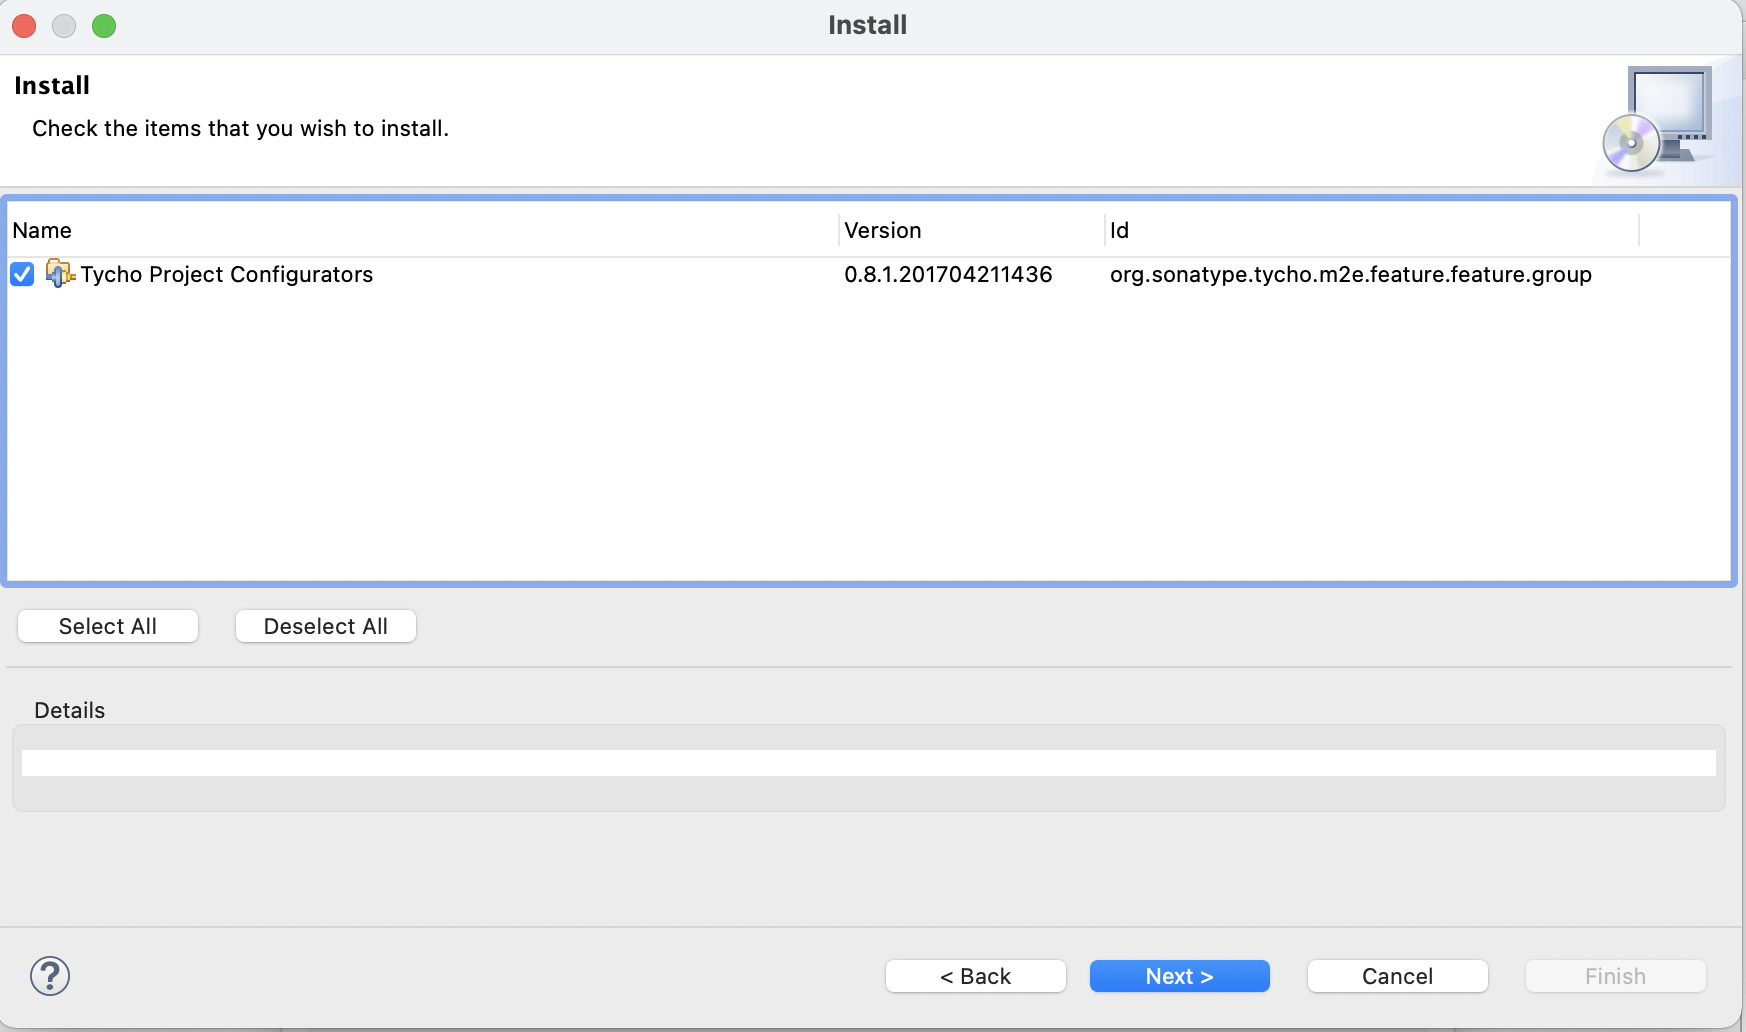 Install
Install
Check the items that you wish to install.
Name Version Id
Tycho Project Configurators 0.8.1.201704211436 org.sonatype.tycho.m2e.feature.feature.group
Select All Deselect All
Details
? < Back Next > Cancel Finish